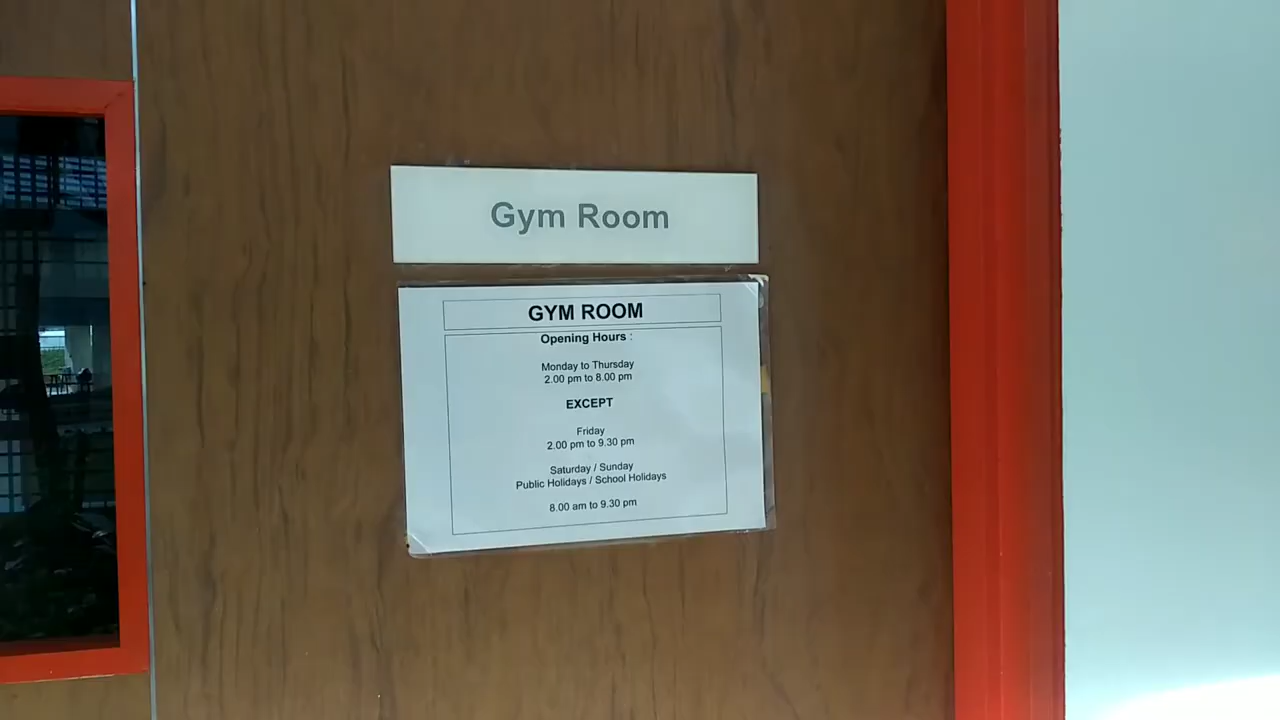 Gym Room
GYM ROOM
Opening Hours :
Monday to Thursday
2.00 pm to 8.00 pm
EXCEPT
Friday
2.00 pm to 9.30 pm
Saturday / Sunday
Public Holidays / School Holidays
8.00 am to 9.30 pm